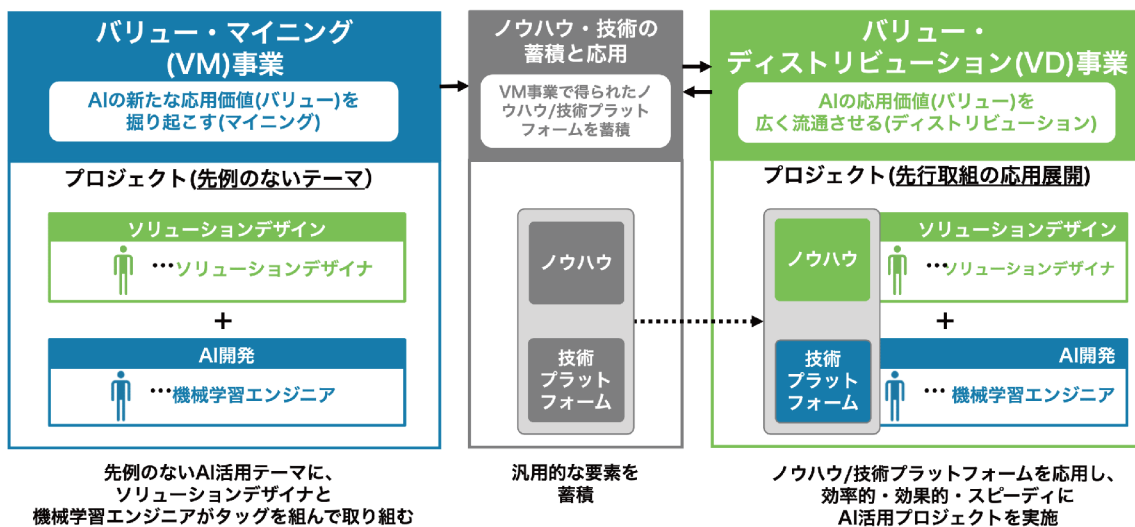 バリュー・マイニング
(VM)事業
AIの新たな応用価値(バリュー)を
掘り起こす(マイニング)
プロジェクト(先例のないテーマ)
ソリューションデザイン
…ソリューションデザイナ
+
AI開発
…機械学習エンジニア
先例のないAI活用テーマに、
ソリューションデザイナと
機械学習エンジニアがタッグを組んで取り組む
ノウハウ・技術の
蓄積と応用
VM事業で得られたノ
ウハウ/技術プラット
フォームを蓄積
ノウハウ
技術
プラット
フォーム
汎用的な要素を
蓄積
バリュー・
ディストリビューション(VD)事業
AIの応用価値(バリュー)を
広く流通させる(ディストリビューション)
プロジェクト(先行取組の応用展開)
ノウハウ
技術
プラット
フォーム
ソリューションデザイン
…ソリューションデザイナ
+
AI開発
…機械学習エンジニア
ノウハウ/技術プラットフォームを応用し、
効率的・効果的・スピーディに
AI活用プロジェクトを実施